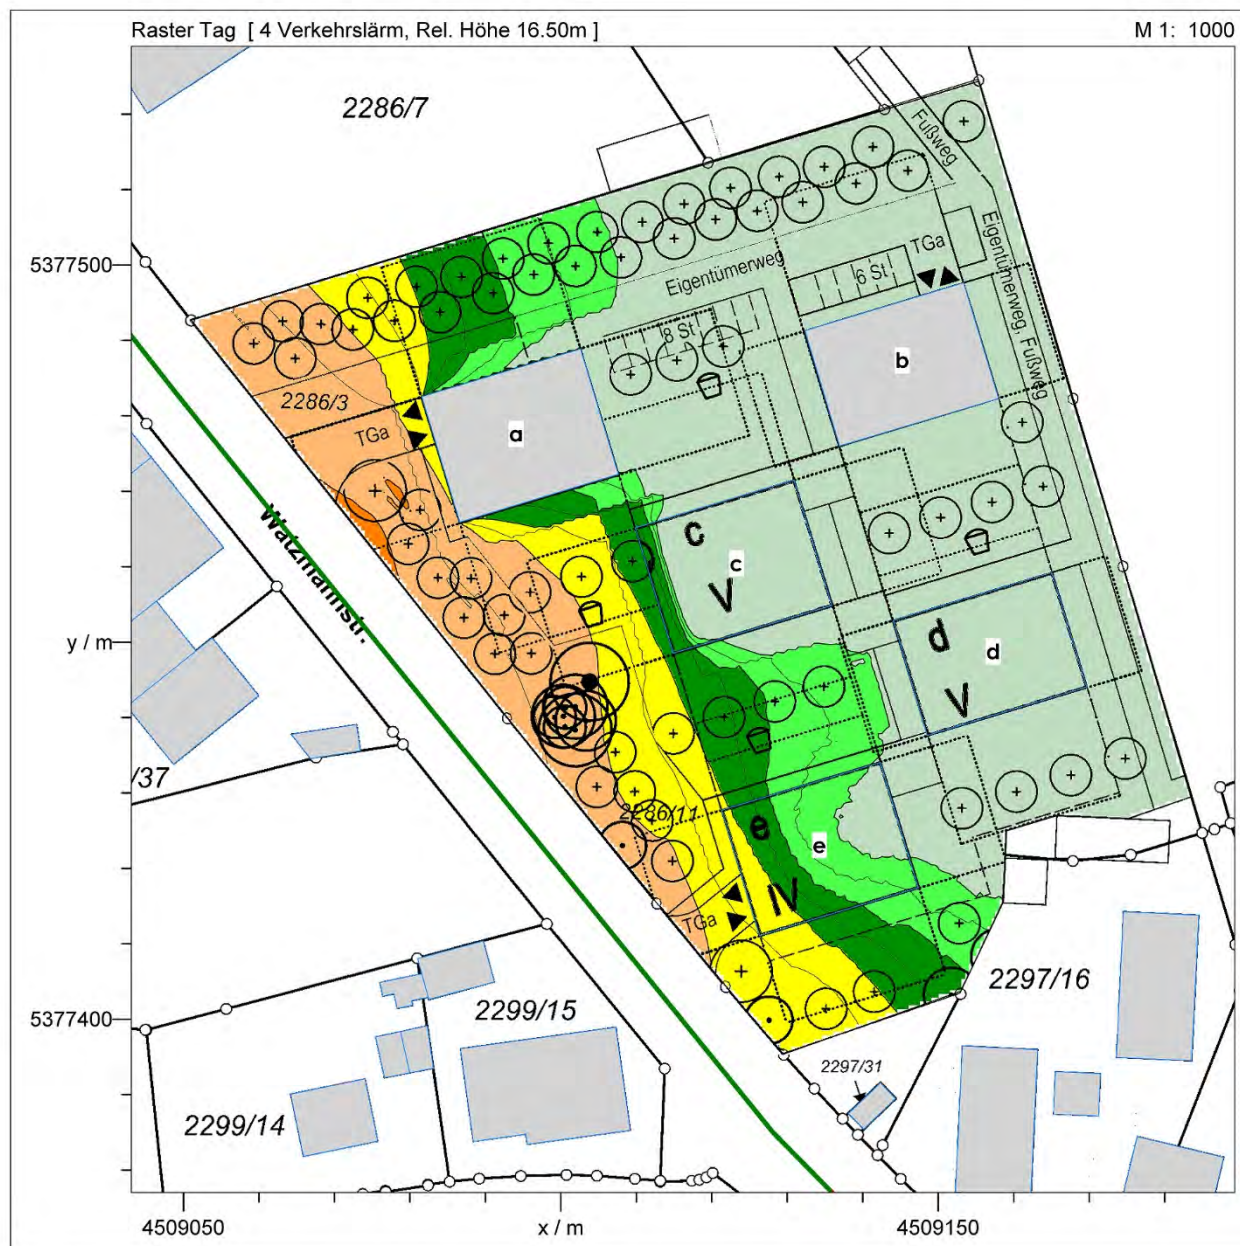 Raster Tag [ 4 Verkehrslärm, Rel. Höhe 16.50m ]
M 1: 1000
2286/7
Fußweg
Eigentümerweg
TGa
6 St
Eigentümerweg, Fußweg
5377500
8 St
b
2286/3
TGa
a
Watzmannstr.
c
c
V
y / m
d
d
V
/37
2286/11
e
e
IV
TGa
2297/16
2299/15
5377400
2297/31
2299/14
4509050
x / m
4509150